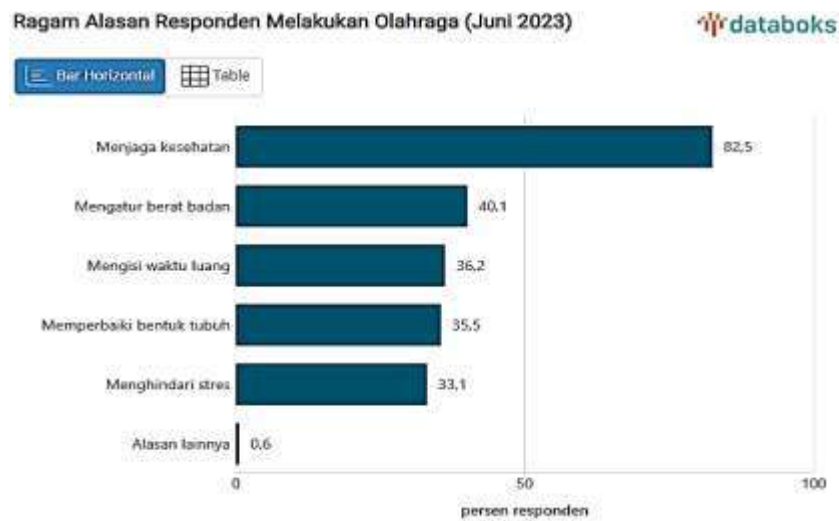 Ragam Alasan Responden Melakukan Olahraga (Juni 2023)
databoks
Bar Horizontal
Table
Menjaga kesehatan 82,5
Mengatur berat badan 40,1
Mengisi waktu luang 36,2
Memperbaiki bentuk tubuh 35,5
Menghindari stres 33,1
Alasan lainnya 0,6
0 50 100
persen responden